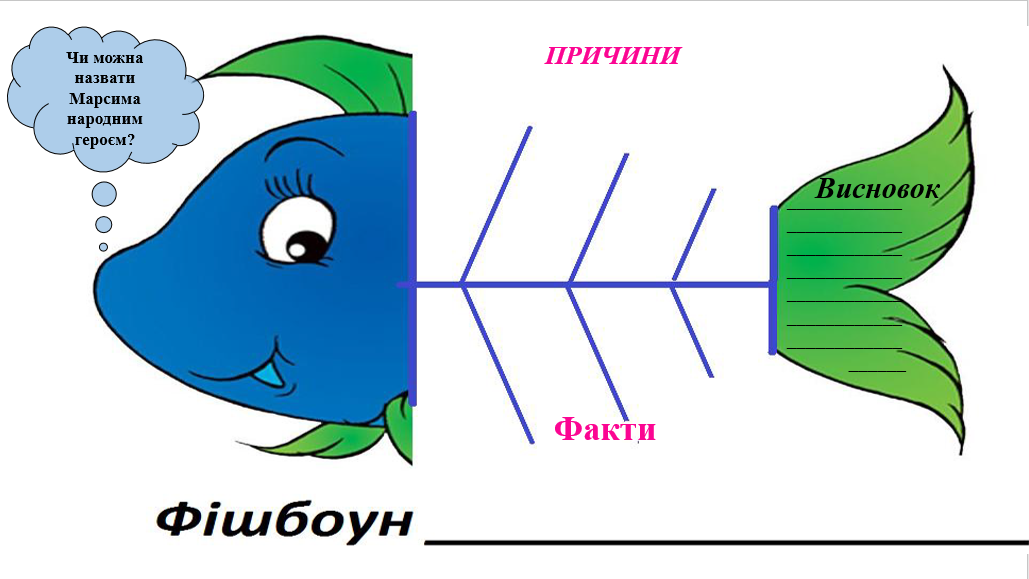 Чи можна
назвати
Марсима
народним
героєм?
ПРИЧИНИ
Висновок
Факти
Фішбоун